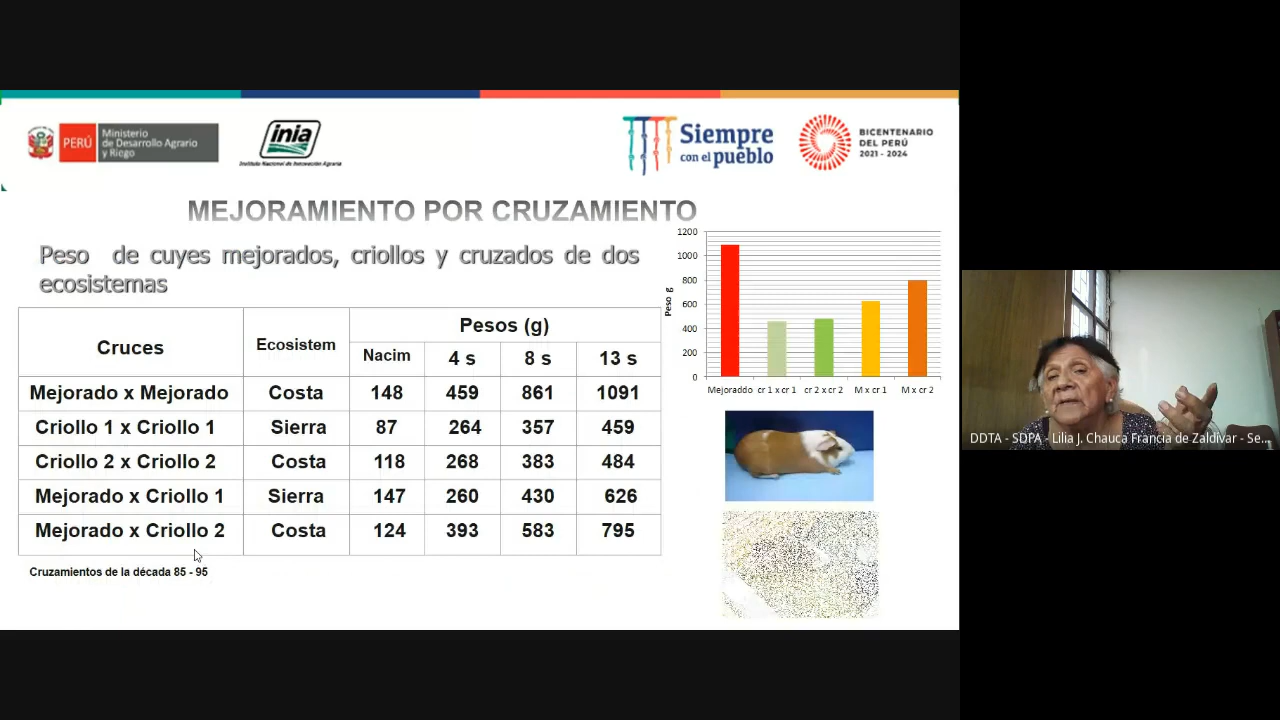 PERÚ
Ministerio
de Desarrollo Agrario
y Riego
inia
Instituto Nacional de Innovación Agraria
Siempre
con el pueblo
BICENTENARIO
DEL PERÚ
2021 - 2024
MEJORAMIENTO POR CRUZAMIENTO
Peso de cuyes mejorados, criollos y cruzados de dos
ecosistemas
Cruces Ecosistem Pesos (g)
Nacim 4 s 8 s 13 s
Mejorado x Mejorado Costa 148 459 861 1091
Criollo 1 x Criollo 1 Sierra 87 264 357 459
Criollo 2 x Criollo 2 Costa 118 268 383 484
Mejorado x Criollo 1 Sierra 147 260 430 626
Mejorado x Criollo 2 Costa 124 393 583 795
Cruzamientos de la década 85 - 95
Peso g
1200
1000
800
600
400
200
0
Mejoraddo cr 1 x cr 1 cr 2 x cr 2 M x cr 1 M x cr 2
DDTA - SDPA - Lilia J. Chauca Francia de Zaldívar - Se...